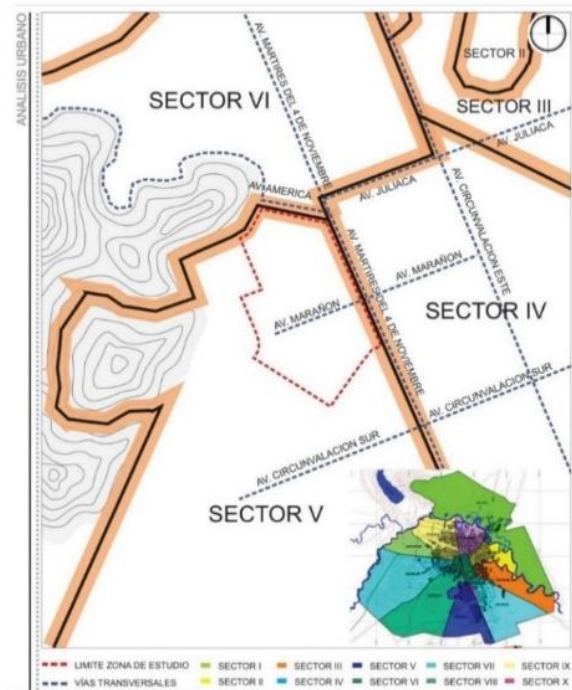 ANALISIS URBANO
SECTOR II
SECTOR III
SECTOR VI
AV. MARTIRES DEL 4 DE NOVIEMBRE
AV. JULIACA
AV. AMERICA
AV. JULIACA
AV. CIRCUNVALACION ESTE
AV. MARAÑON
AV. MARAÑON
AV. MARTIRES DEL 4 DE NOVIEMBRE
SECTOR IV
AV. CIRCUNVALACION SUR
AV. CIRCUNVALACION SUR
SECTOR V
LIMITE ZONA DE ESTUDIO
SECTOR I
SECTOR III
SECTOR V
SECTOR VII
SECTOR IX
VÍAS TRANSVERSALES
SECTOR II
SECTOR IV
SECTOR VI
SECTOR VIII
SECTOR X